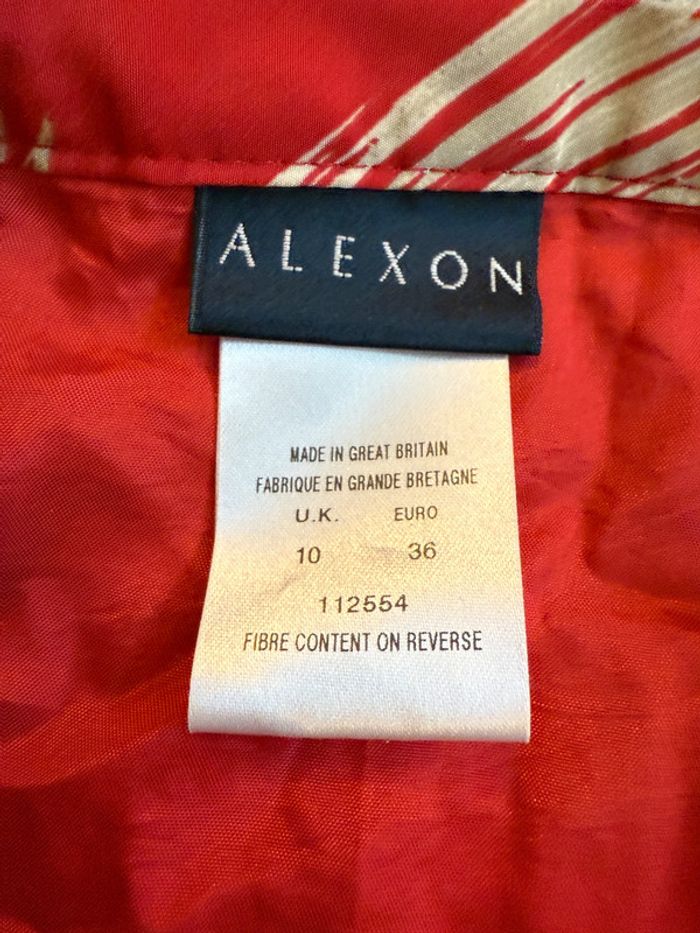 ALEXON
MADE IN GREAT BRITAIN
FABRIQUE EN GRANDE BRETAGNE
U.K. EURO
10 36
112554
FIBRE CONTENT ON REVERSE